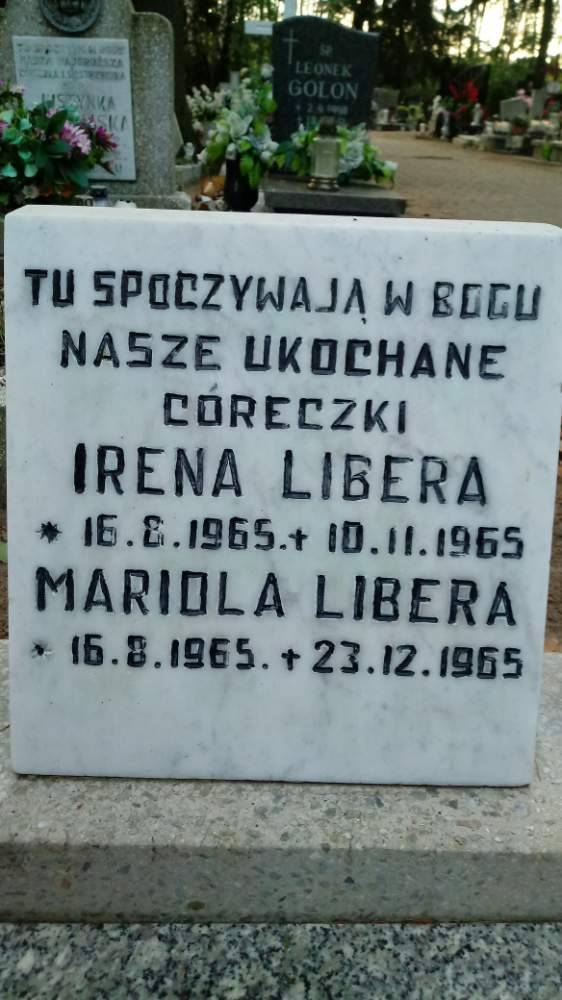 TU SPOCZYWAJĄ W BOGU
NASZE UKOCHANE
CÓRECZKI
IRENA LIBERA
* 16.8.1965.+ 10.11.1965
MARIOLA LIBERA
* 16.8.1965.+ 23.12.1965
ŚP
LEONEK
GOLON